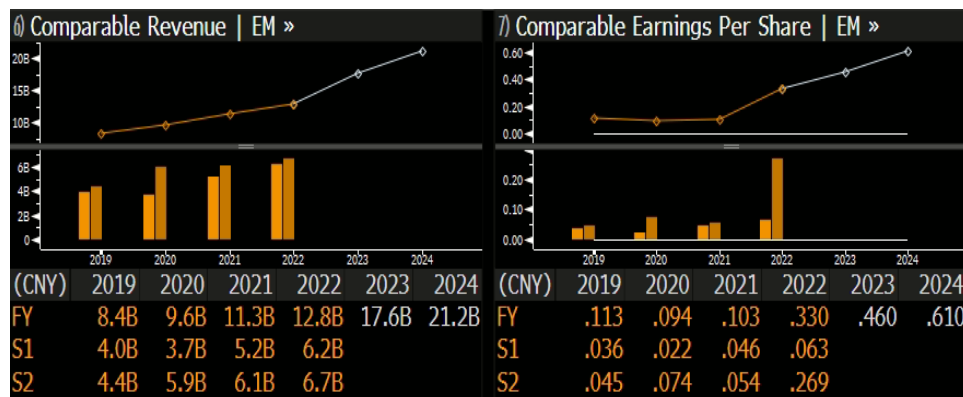 6) Comparable Revenue | EM »
20B
15B
10B
6B
4B
2B
0
2019 2020 2021 2022 2023 2024
(CNY) 2019 2020 2021 2022 2023 2024
FY 8.4B 9.6B 11.3B 12.8B 17.6B 21.2B
S1 4.0B 3.7B 5.2B 6.2B
S2 4.4B 5.9B 6.1B 6.7B
7) Comparable Earnings Per Share | EM »
0.60
0.40
0.20
0.00
0.20
0.10
0.00
2019 2020 2021 2022 2023 2024
(CNY) 2019 2020 2021 2022 2023 2024
FY .113 .094 .103 .330 .460 .610
S1 .036 .022 .046 .063
S2 .045 .074 .054 .269